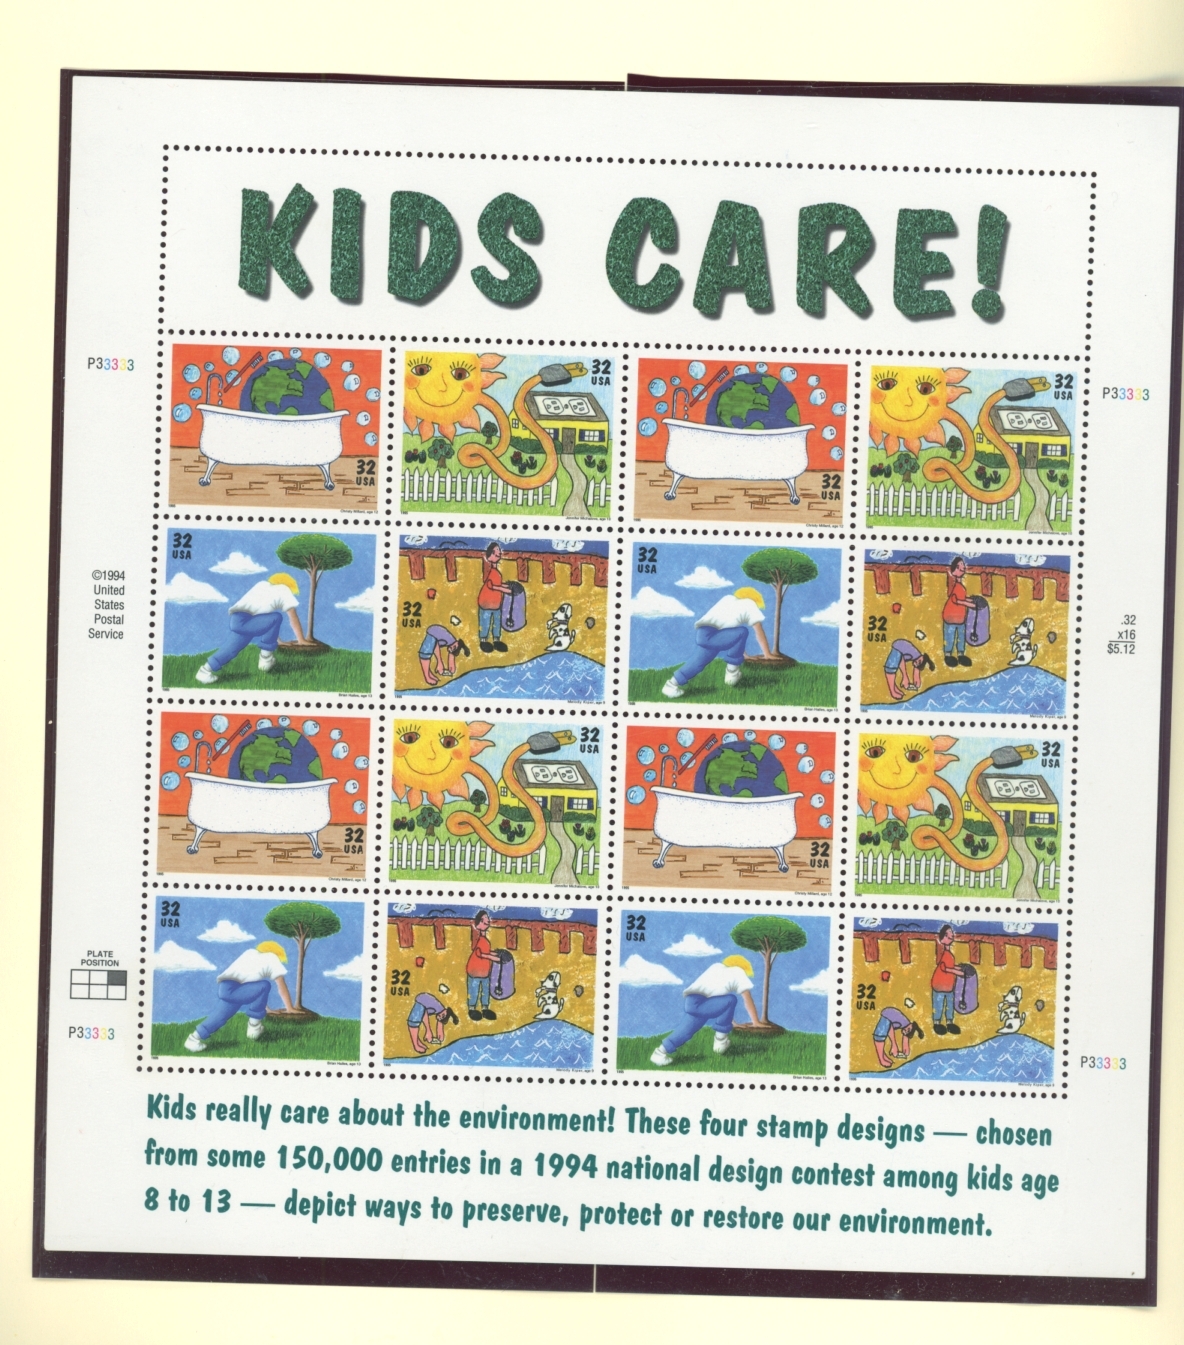 KIDS CARE!
P33333
P33333
32
USA
32
USA
32
USA
32
USA
©1994
United
States
Postal
Service
32
USA
32
USA
32
USA
32
USA
.32
x16
$5.12
32
USA
32
USA
32
USA
32
USA
PLATE
POSITION
32
USA
32
USA
32
USA
32
USA
P33333
P33333
Kids really care about the environment! These four stamp designs — chosen
from some 150,000 entries in a 1994 national design contest among kids age
8 to 13 — depict ways to preserve, protect or restore our environment.